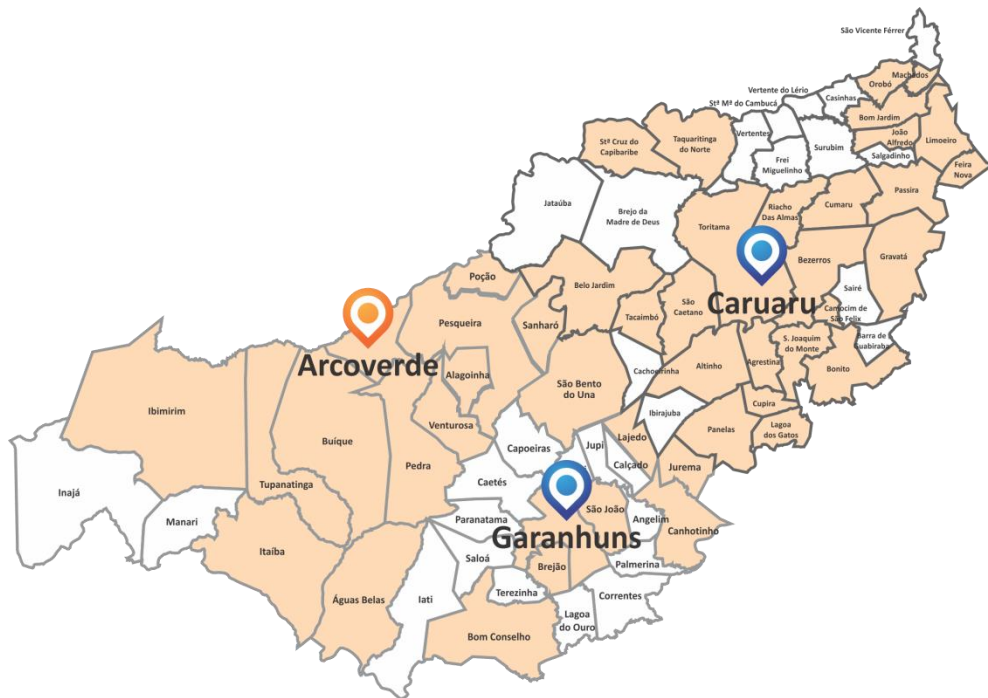 São Vicente Férrer
Machados
Orobó
Vertente do Lério
Casinhas
Stª Mª do Cambucá
Bom Jardim
Stª Cruz do
Capibaribe
Taquaritinga
do Norte
Vertentes
Surubim
João
Alfredo
Limoeiro
Salgadinho
Frei
Miguelinho
Feira
Nova
Passira
Jataúba
Brejo da
Madre de Deus
Toritama
Riacho
Das Almas
Cumaru
Bezerros
Gravatá
Poção
Belo Jardim
São
Caetano
Caruaru
Sairé
Camocim de
São Felix
Pesqueira
Sanharó
Tacaimbó
Barra de
Guabiraba
S. Joaquim
do Monte
Arcoverde
Alagoinha
Cachoeirinha
Altinho
Agrestina
Bonito
São Bento
do Una
Ibimirim
Ibirajuba
Cupira
Venturosa
Panelas
Lagoa
dos Gatos
Buíque
Capoeiras
Jupi
Lajedo
Pedra
Calçado
Jurema
Caetés
Tupanatinga
Inajá
São João
Manari
Paranatama
Angelim
Canhotinho
Garanhuns
Itaíba
Saloá
Brejão
Palmerina
Terezinha
Correntes
Águas Belas
Iati
Lagoa
do Ouro
Bom Conselho